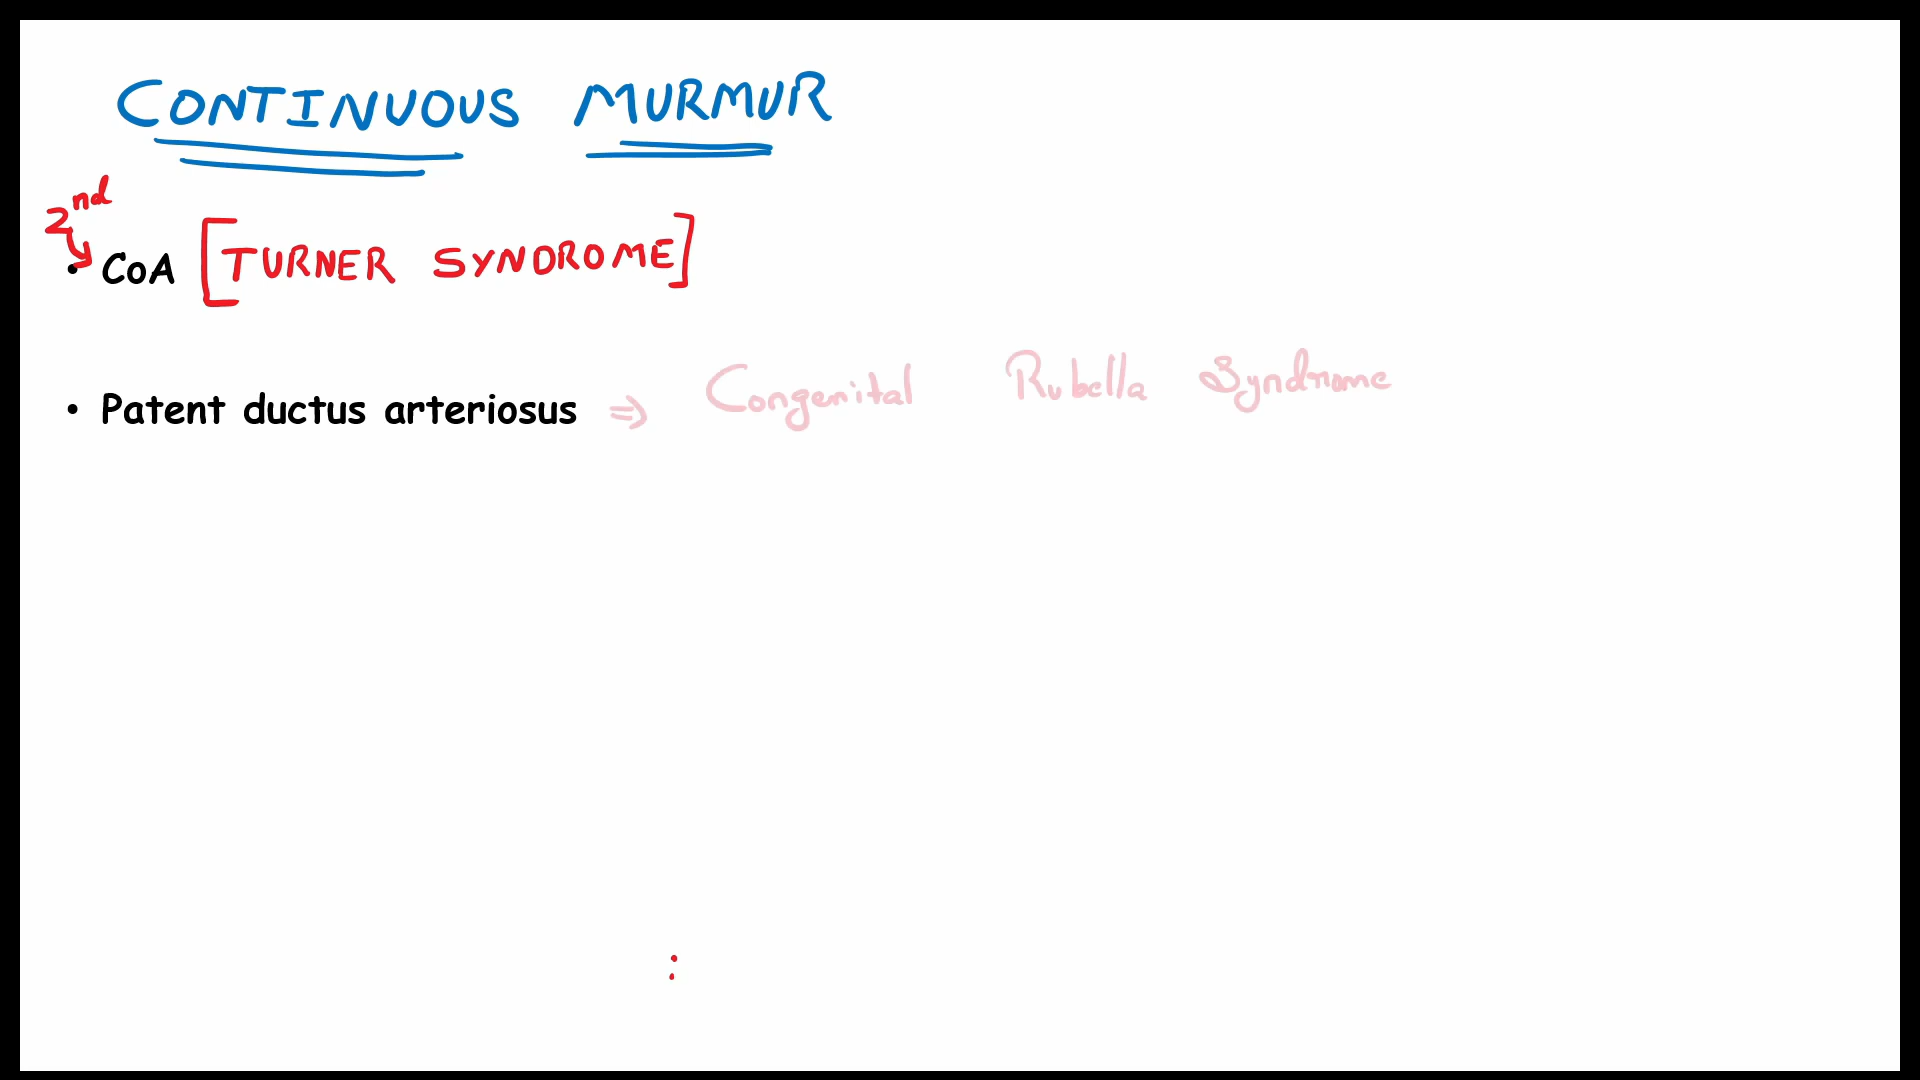 CONTINUOUS MURMUR
2nd
• CoA [TURNER SYNDROME]
• Patent ductus arteriosus ⇒ Congenital Rubella Syndrome
: